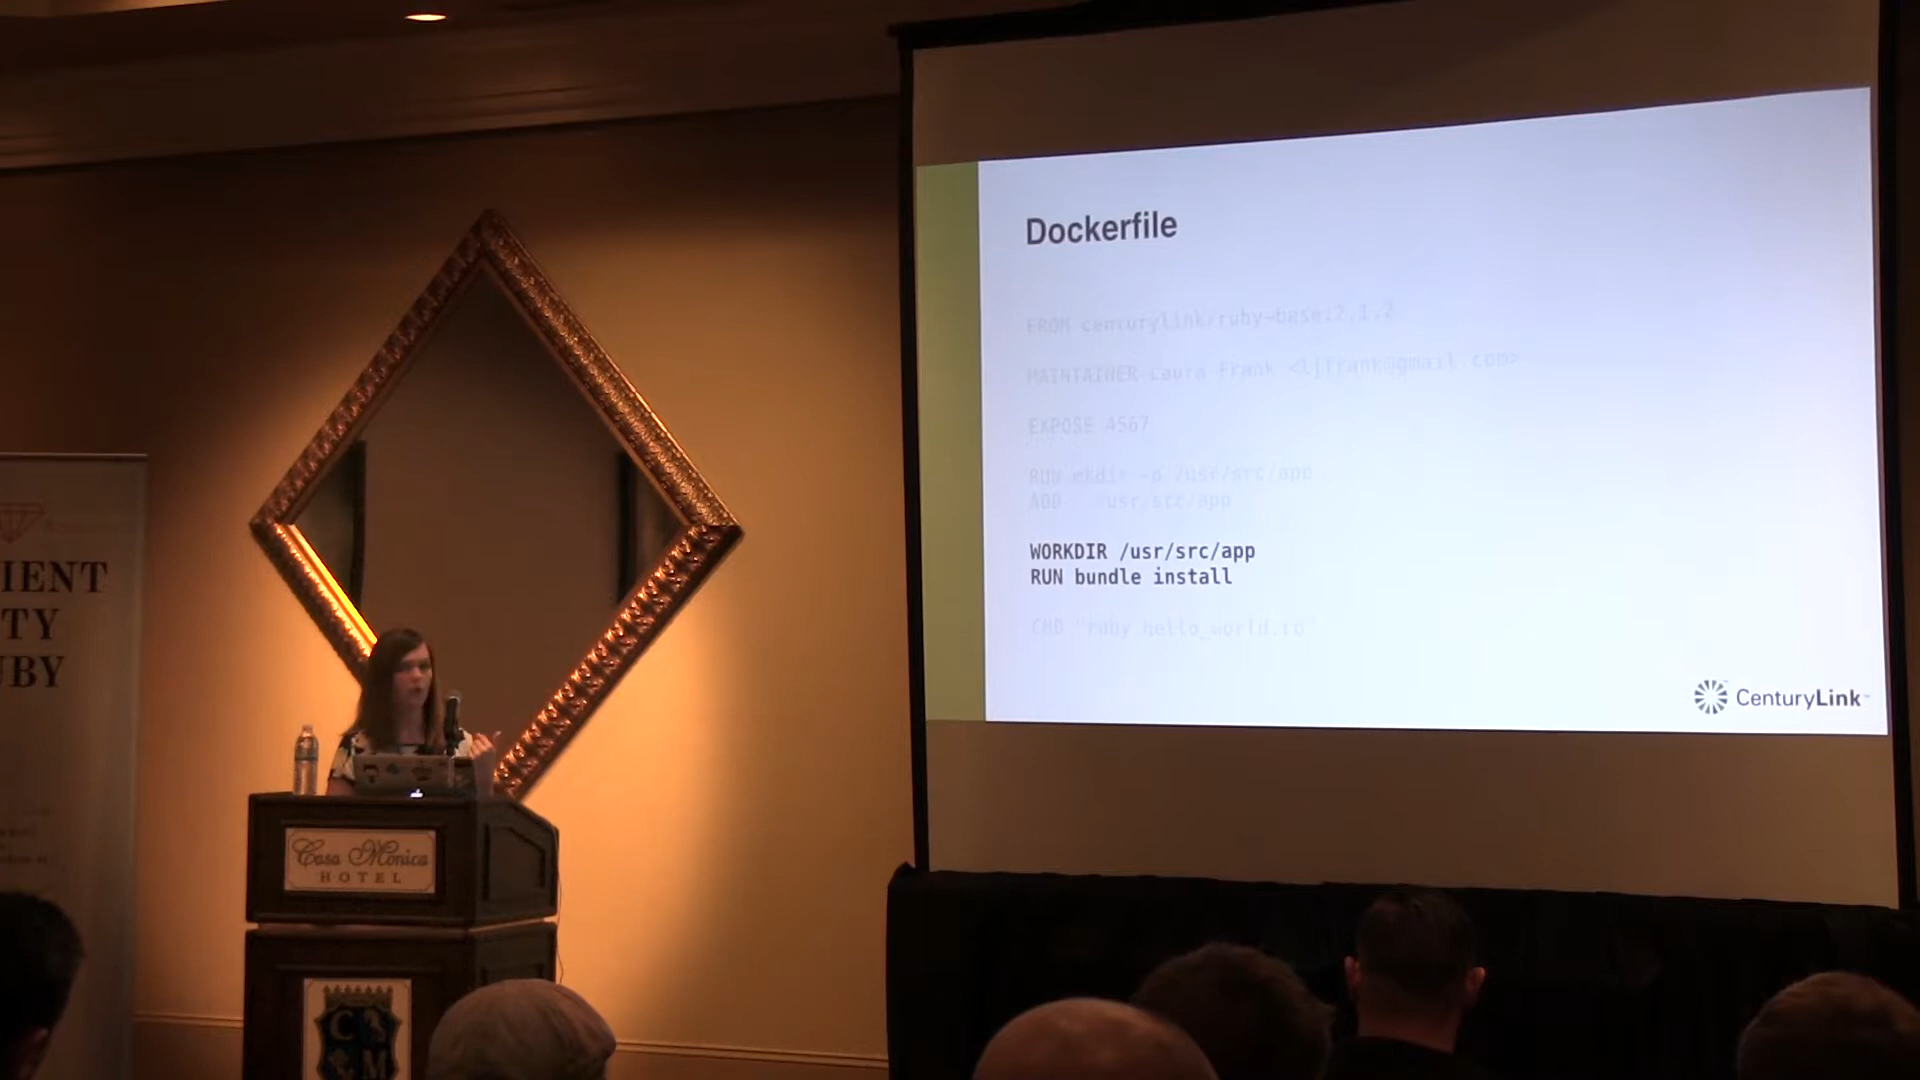 Dockerfile
FROM centurylink/ruby-base:2.1.2
MAINTAINER Laura Frank <ljfrank@gmail.com>
EXPOSE 4567
RUN mkdir -p /usr/src/app
ADD . /usr/src/app
WORKDIR /usr/src/app
RUN bundle install
CMD "ruby hello_world.rb
CenturyLink
IENT
TY
UBY
Casa Monica
HOTEL
C
M